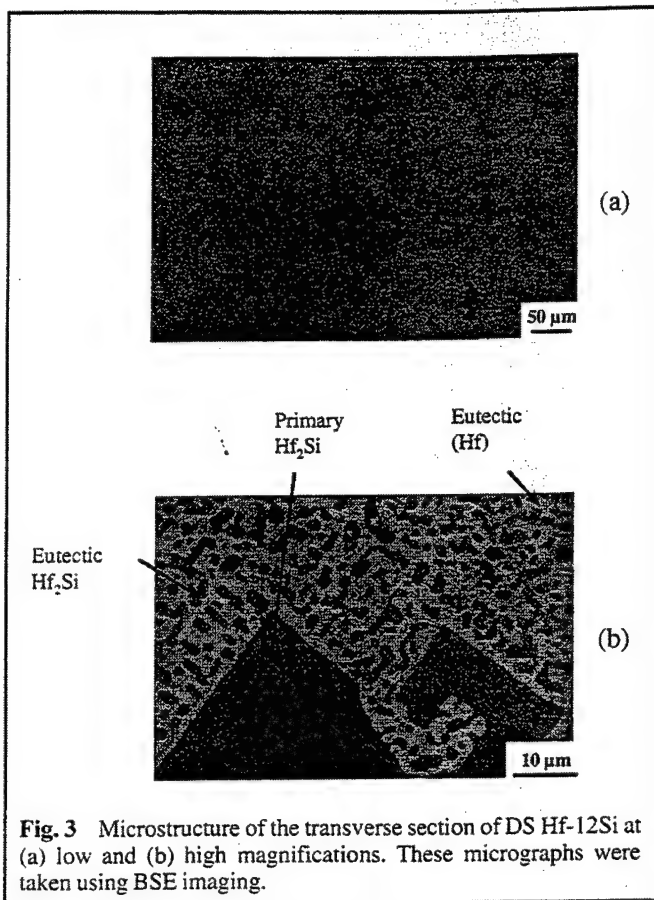 (a)
50 μm
Primary
Hf₂Si
Eutectic
(Hf)
Eutectic
Hf₂Si
(b)
10 μm
Fig. 3 Microstructure of the transverse section of DS Hf-12Si at
(a) low and (b) high magnifications. These micrographs were
taken using BSE imaging.